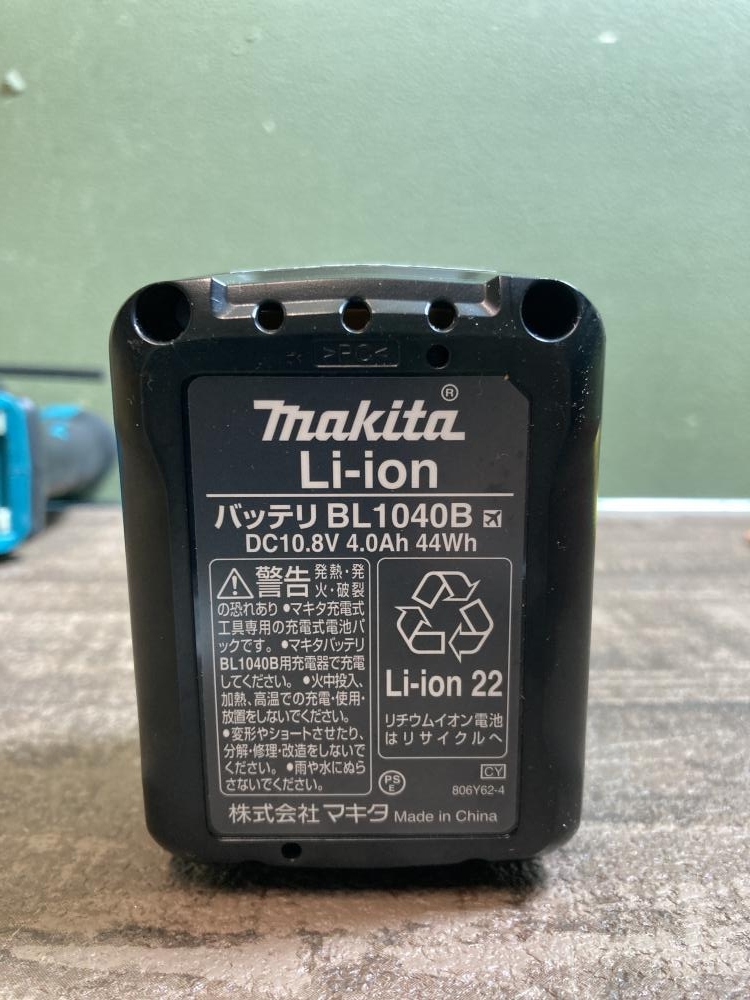 >PC<
makita®
Li-ion
バッテリ BL1040B
DC10.8V 4.0Ah 44Wh
警告 発熱・発
火・破裂
の恐れあり ●マキタ充電式
工具専用の充電式電池パ
ックです。●マキタバッテリ
BL1040B用充電器で充電
してください。●火中投入、
加熱、高温での充電・使用・
放置をしないでください。
●変形やショートさせたり、
分解・修理・改造をしないで
ください。●雨や水にぬら
さないでください。
Li-ion 22
リチウムイオン電池
はリサイクルへ
PS
E
CY
806Y62-4
株式会社 マキタ Made in China